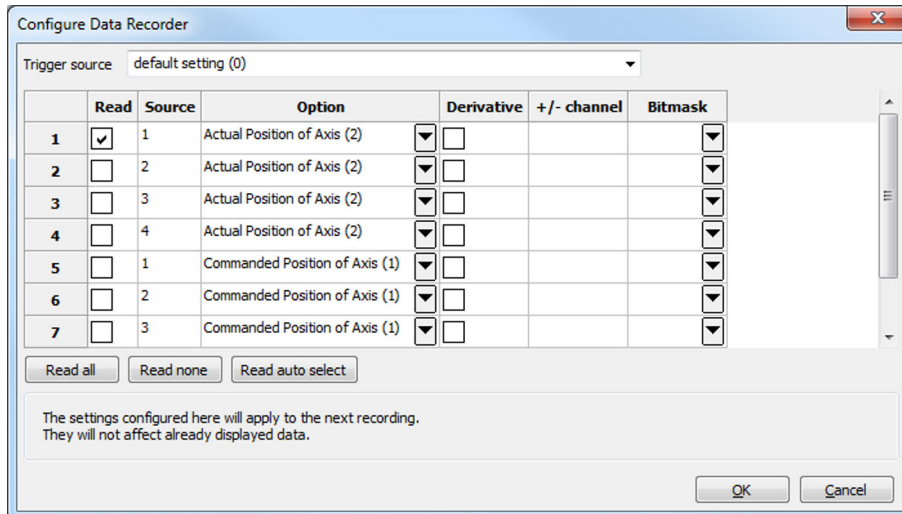 Configure Data Recorder
Trigger source default setting (0)
Read Source Option Derivative +/- channel Bitmask
1 1 Actual Position of Axis (2)
2 2 Actual Position of Axis (2)
3 3 Actual Position of Axis (2)
4 4 Actual Position of Axis (2)
5 1 Commanded Position of Axis (1)
6 2 Commanded Position of Axis (1)
7 3 Commanded Position of Axis (1)
Read all Read none Read auto select
The settings configured here will apply to the next recording.
They will not affect already displayed data.
OK Cancel